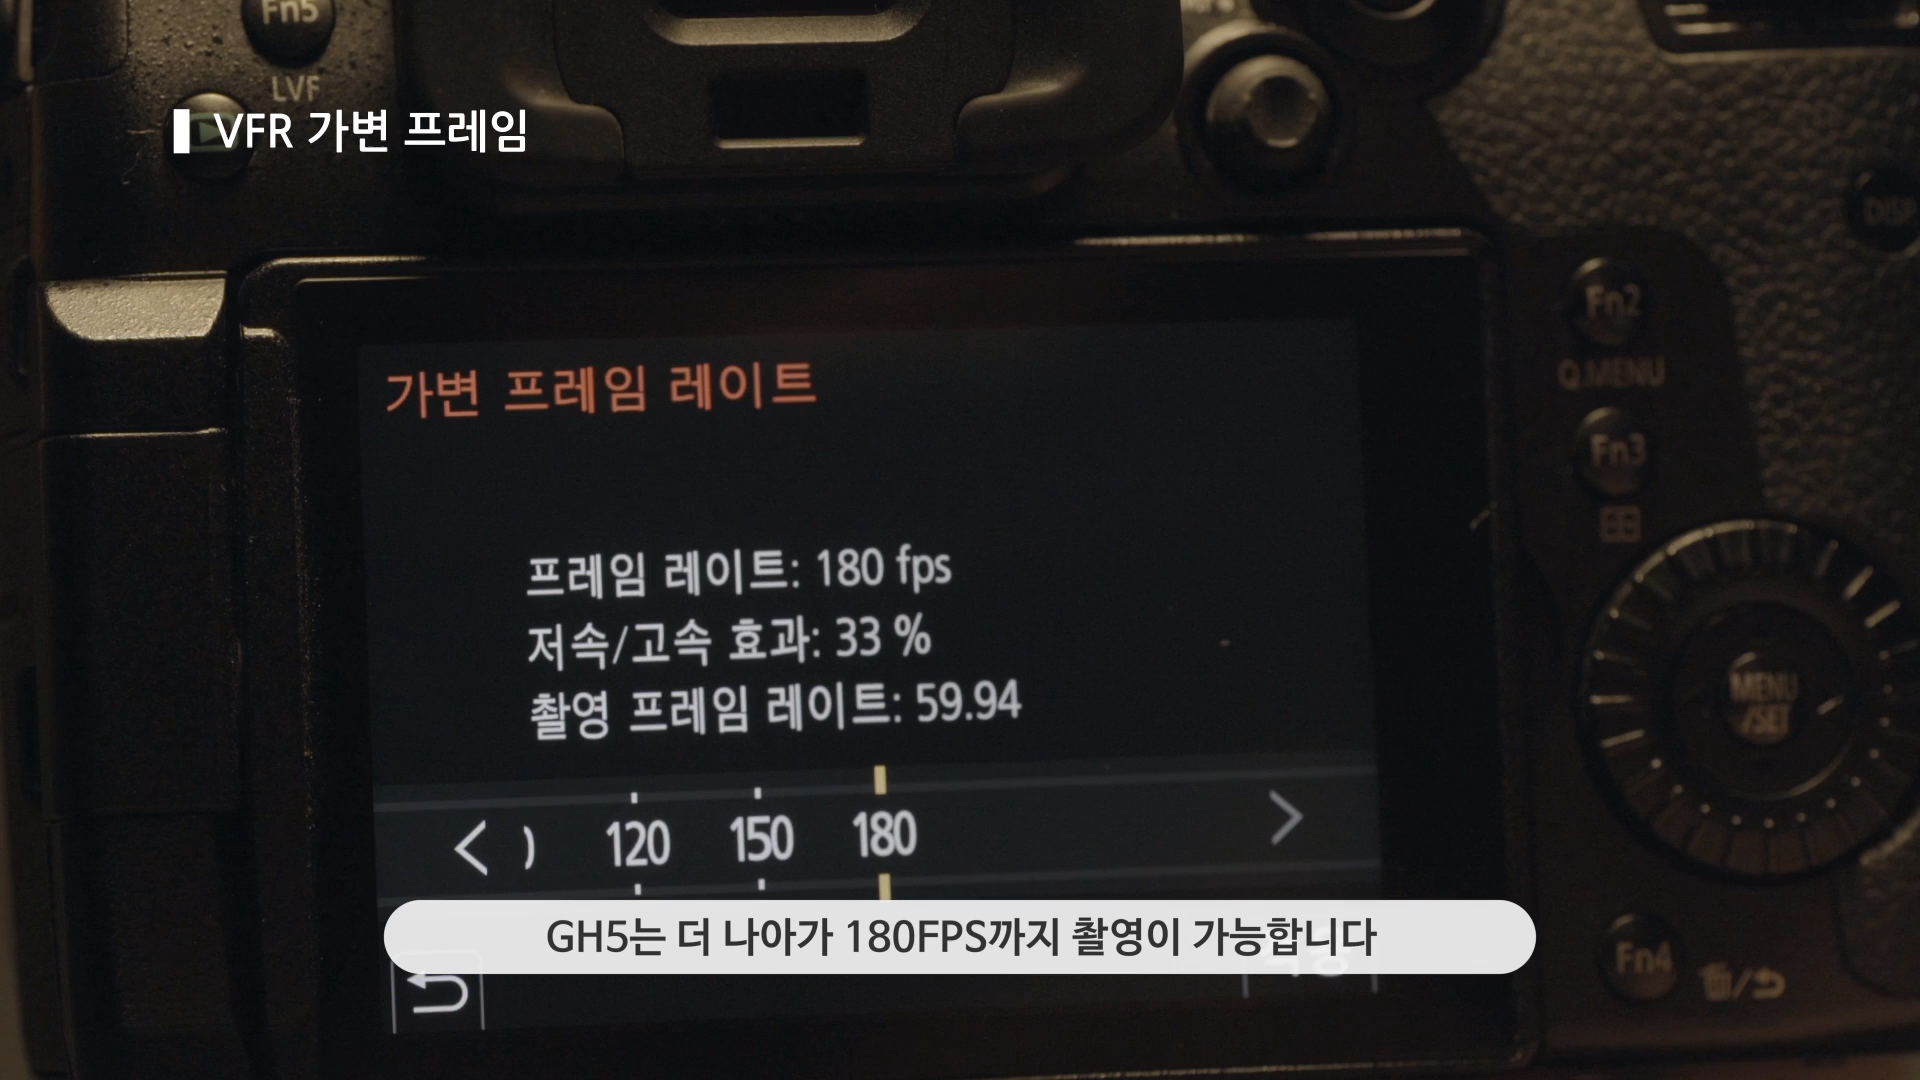 Fn5
LVF
VFR 가변 프레임
Fn2
Q.MENU
가변 프레임 레이트
Fn3
프레임 레이트: 180 fps
저속/고속 효과: 33 %
촬영 프레임 레이트: 59.94
MENU
/SET
120 150 180
GH5는 더 나아가 180FPS까지 촬영이 가능합니다
Fn4